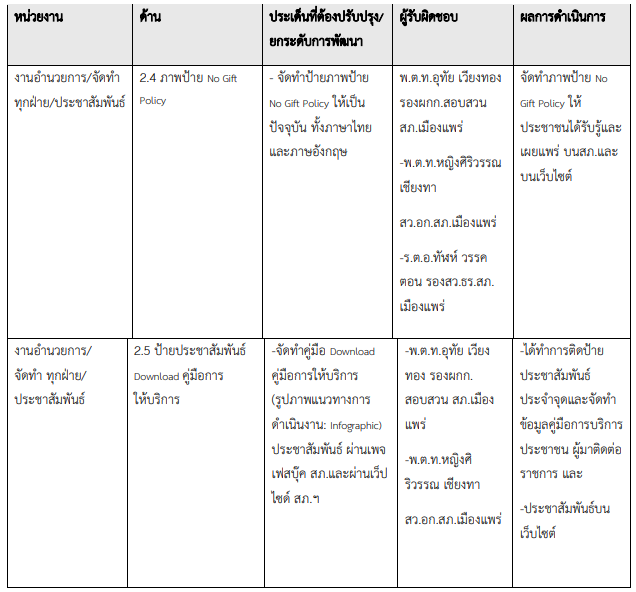 หน่วยงาน
ด้าน
ประเด็นที่ต้องปรับปรุง/
ยกระดับการพัฒนา
ผู้รับผิดชอบ
ผลการดำเนินการ
งานอำนวยการ/จัดทำ
ทุกฝ่าย/ประชาสัมพันธ์
2.4 ภาพป้าย No Gift
Policy
- จัดทำป้ายภาพป้าย
No Gift Policy ให้เป็น
ปัจจุบัน ทั้งภาษาไทย
และภาษาอังกฤษ
พ.ต.ท.อุทัย เวียงทอง
รองผกก.สอบสวน
สภ.เมืองแพร่
-พ.ต.ท.หญิงศิริวรรณ
เชียงทา
สว.อก.สภ.เมืองแพร่
-ร.ต.อ.ทัฬห์ วรรค
ตอน รองสว.ธร.สภ.
เมืองแพร่
จัดทำภาพป้าย No
Gift Policy ให้
ประชาชนได้รับรู้และ
เผยแพร่ บนสภ.และ
บนเว็บไซต์
งานอำนวยการ/
จัดทำ ทุกฝ่าย/
ประชาสัมพันธ์
2.5 ป้ายประชาสัมพันธ์
Download คู่มือการ
ให้บริการ
-จัดทำคู่มือ Download
คู่มือการให้บริการ
(รูปภาพแนวทางการ
ดำเนินงาน: Infographic)
ประชาสัมพันธ์ ผ่านเพจ
เฟสบุ๊ค สภ.และผ่านเว็ป
ไซด์ สภ.ฯ
-พ.ต.ท.อุทัย เวียง
ทอง รองผกก.
สอบสวน สภ.เมือง
แพร่
-พ.ต.ท.หญิงศิ
ริวรรณ เชียงทา
สว.อก.สภ.เมืองแพร่
-ได้ทำการติดป้าย
ประชาสัมพันธ์
ประจำจุดและจัดทำ
ข้อมูลคู่มือการบริการ
ประชาชน ผู้มาติดต่อ
ราชการ และ
-ประชาสัมพันธ์บน
เว็บไซต์